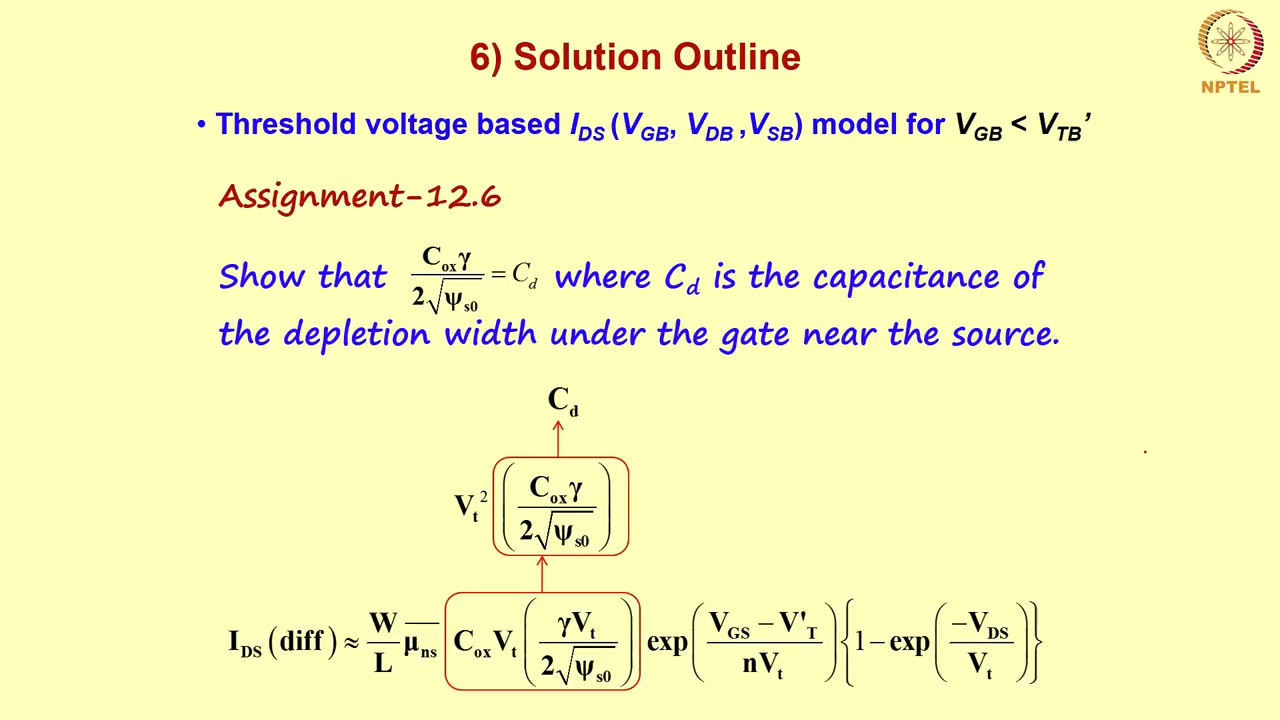 6) Solution Outline
NPTEL
• Threshold voltage based I_DS (V_GB, V_DB ,V_SB) model for V_GB < V_TB’
Assignment-12.6
Show that C_ox γ / 2√ψ_s0 = C_d where C_d is the capacitance of
the depletion width under the gate near the source.
C_d
V_t² (C_ox γ / 2√ψ_s0)
I_DS (diff) ≈ W/L \overline{μ_ns} C_ox V_t (γV_t / 2√ψ_s0) exp(V_GS − V'_T / nV_t) {1 − exp(−V_DS / V_t)}